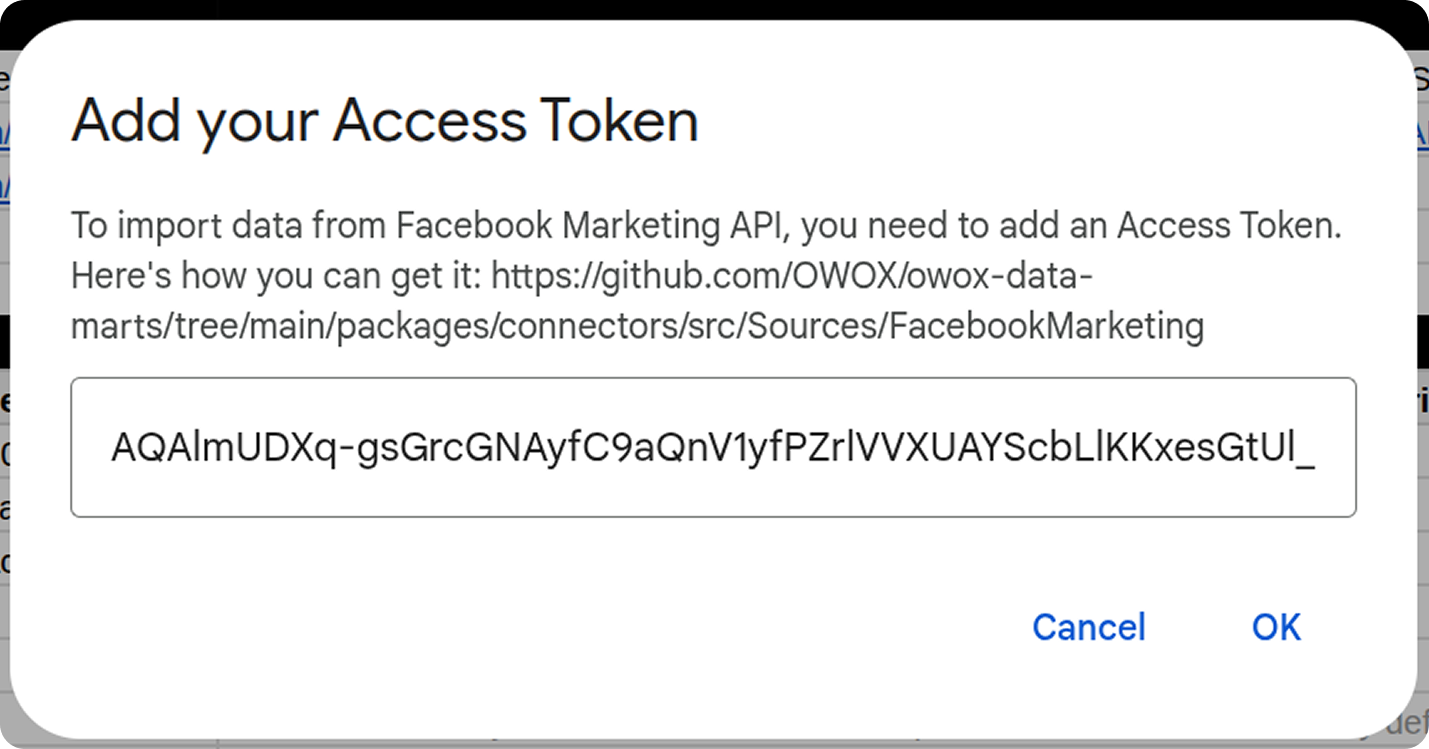 Add your Access Token
To import data from Facebook Marketing API, you need to add an Access Token.
Here's how you can get it: https://github.com/OWOX/owox-data-
marts/tree/main/packages/connectors/src/Sources/FacebookMarketing
AQAlmUDXq-gsGrcGNAyfC9aQnV1yfPZrlVVXUAYScbLlKKxesGtUl_
Cancel OK